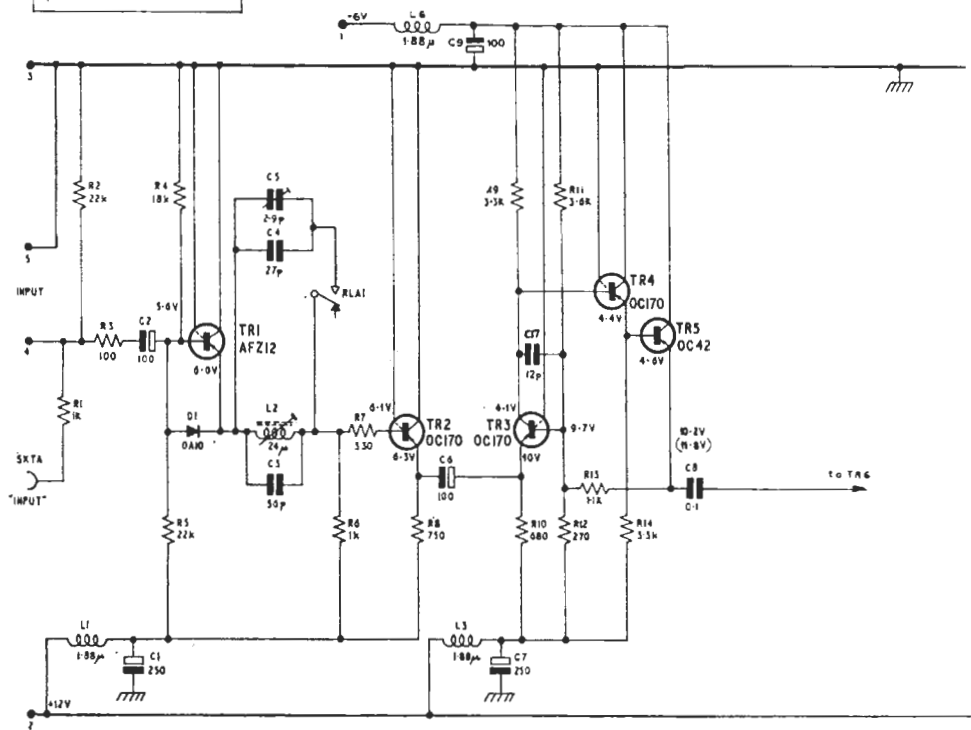 -6V
1
L6
1·88µ
C9
100
3
R2
22k
R4
18k
C5
2-9p
C4
27p
RLA1
R9
3·3K
R11
3·6K
5
INPUT
4
R3
100
C2
100
5·6V
TR1
AFZ12
6·0V
TR4
OC170
4·4V
TR5
OC42
4·6V
C17
12p
R1
1K
D1
OA10
L2
24µ
C3
56p
R7
330
6·1V
TR2
OC170
6·3V
4·1V
TR3
OC170
10V
9·7V
SKTA
"INPUT"
C6
100
R13
1·1K
10·2V
(11·8V)
C8
0·1
to TR6
R5
22k
R6
1k
R8
750
R10
680
R12
270
R14
3·3k
L1
1·88µ
C1
250
L3
1·88µ
C7
250
+12V
2